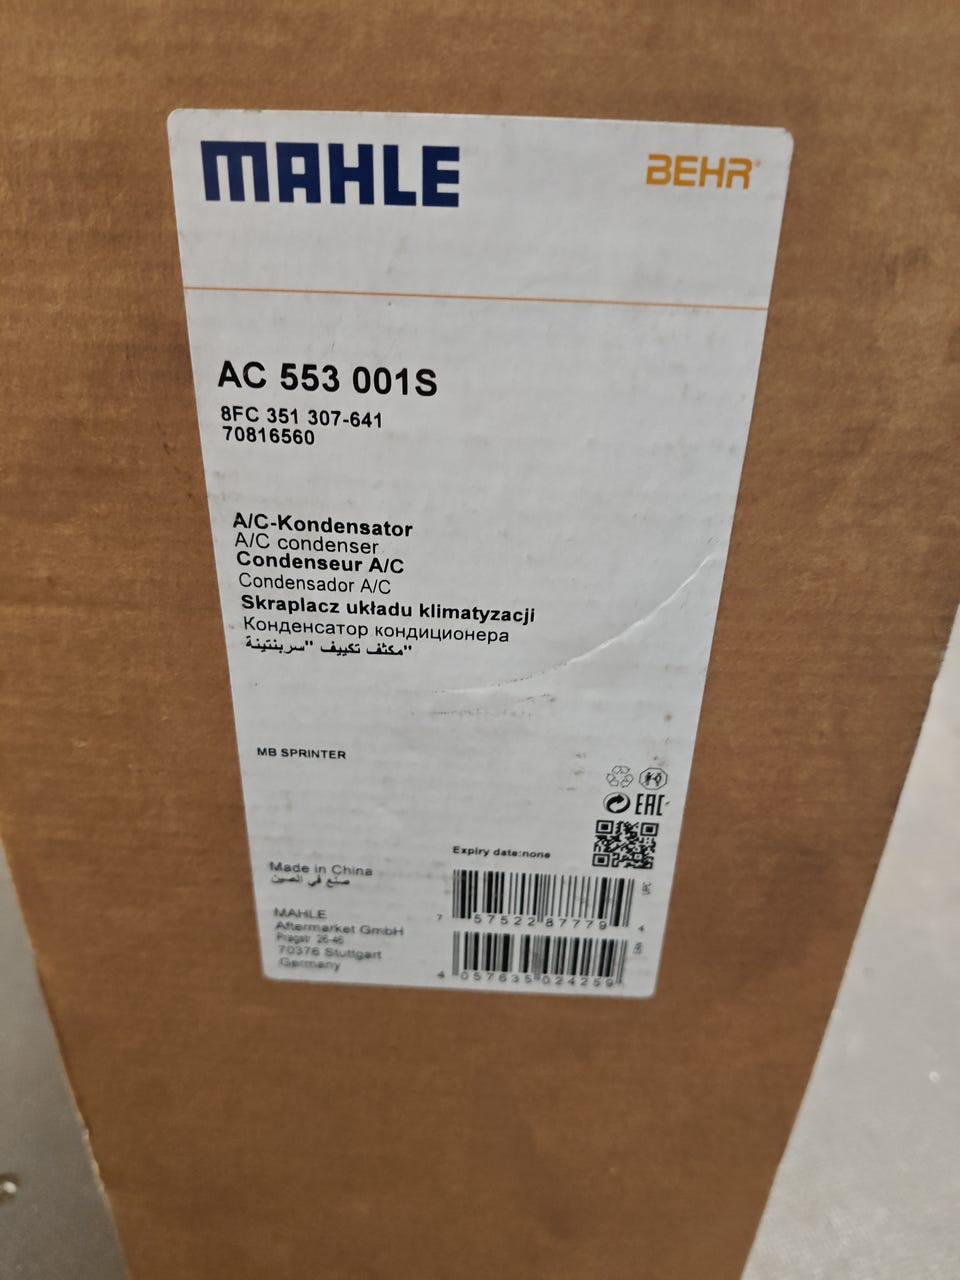 MAHLE
BEHR®
AC 553 001S
8FC 351 307-641
70816560
A/C-Kondensator
A/C condenser
Condenseur A/C
Condensador A/C
Skraplacz układu klimatyzacji
Конденсатор кондиционера
مكثف تكييف "سربنتينة"
MB SPRINTER
EAC
Expiry date:none
Made in China
صنع في الصين
7 57522 87779 4
MAHLE
Aftermarket GmbH
Pragstr. 26-46
70376 Stuttgart
Germany
4 057635 024259